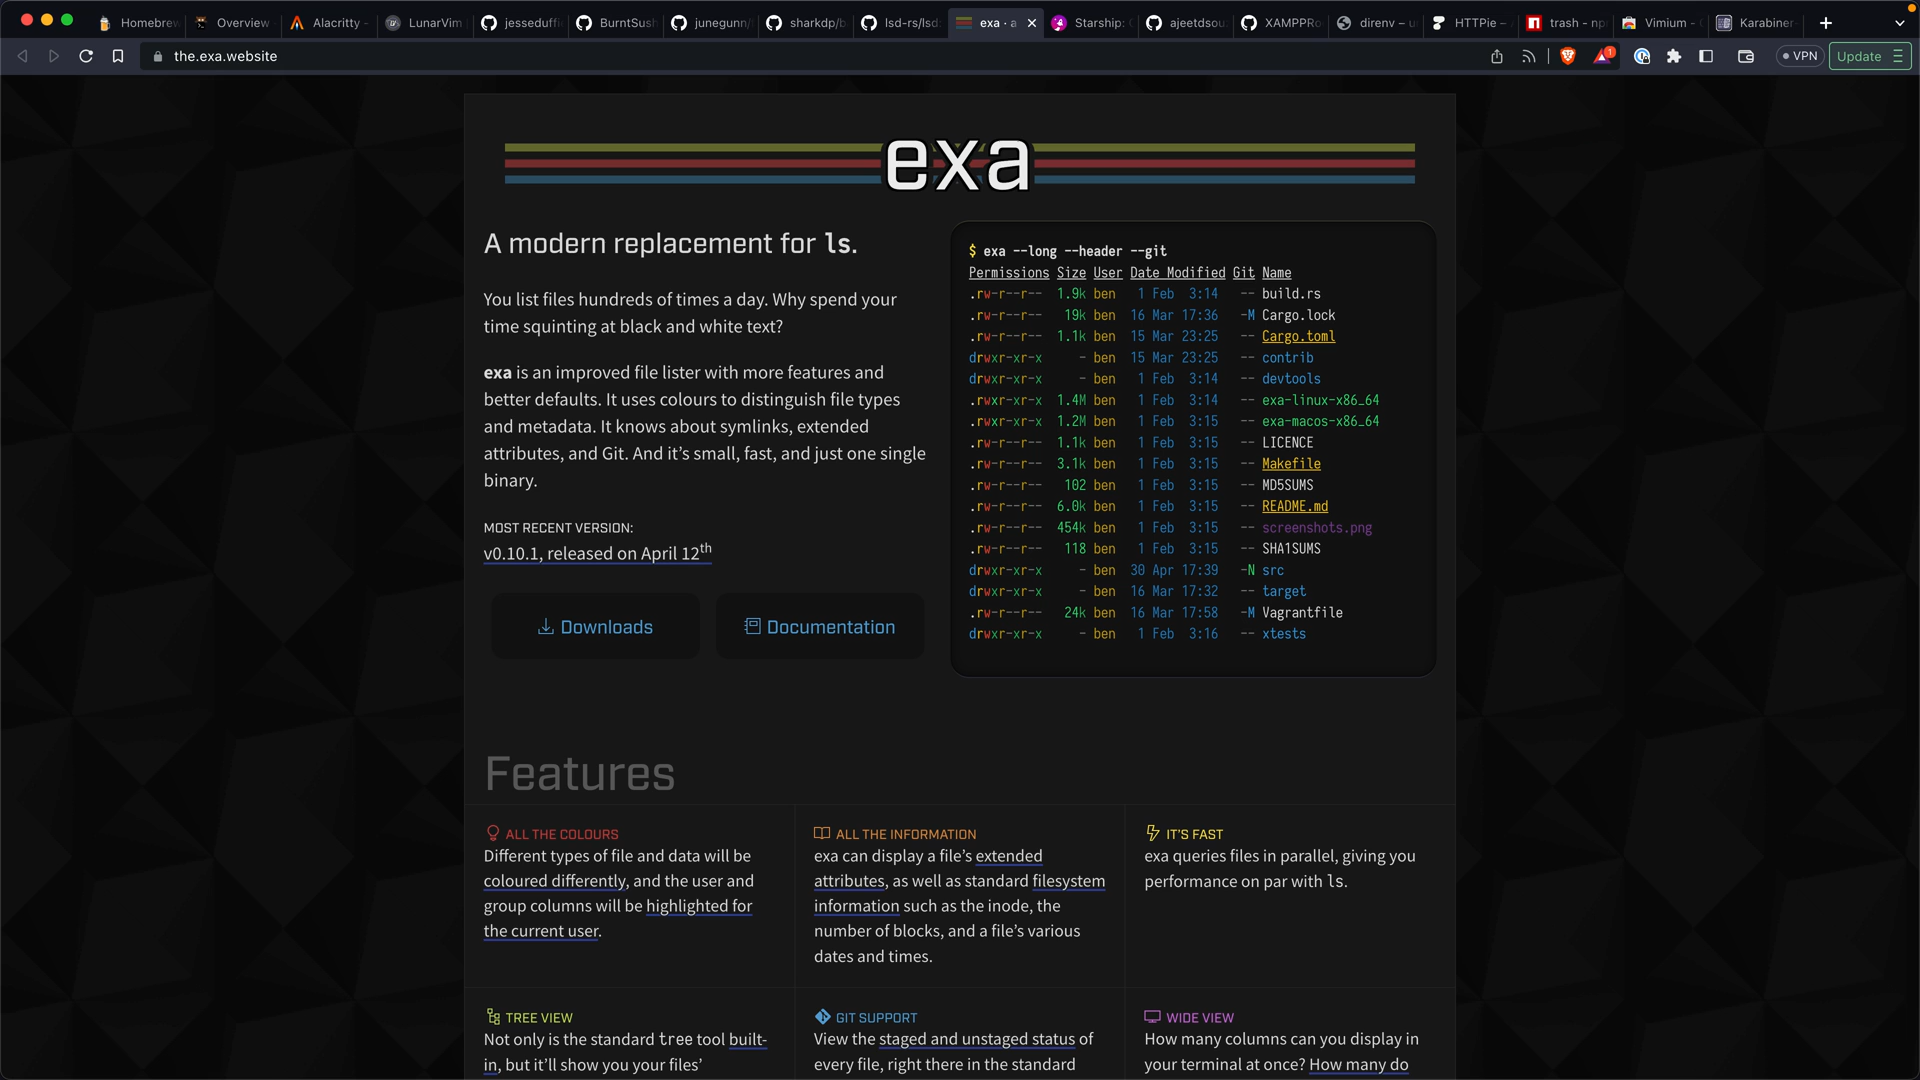 Homebrew
Overview
Alacritty -
LunarVim
jesseduffi
BurntSush
junegunn/
sharkdp/b
lsd-rs/lsd:
exa · a
Starship:
ajeetdsou
XAMPPRo
direnv – u
HTTPie –
trash - np
Vimium -
Karabiner-
the.exa.website
1
VPN
Update
exa
A modern replacement for ls.
You list files hundreds of times a day. Why spend your
time squinting at black and white text?
exa is an improved file lister with more features and
better defaults. It uses colours to distinguish file types
and metadata. It knows about symlinks, extended
attributes, and Git. And it's small, fast, and just one single
binary.
MOST RECENT VERSION:
v0.10.1, released on April 12th
Downloads
Documentation
$ exa --long --header --git
Permissions Size User Date Modified Git Name
.rw-r--r-- 1.9k ben 1 Feb 3:14 -- build.rs
.rw-r--r-- 19k ben 16 Mar 17:36 -M Cargo.lock
.rw-r--r-- 1.1k ben 15 Mar 23:25 -- Cargo.toml
drwxr-xr-x - ben 15 Mar 23:25 -- contrib
drwxr-xr-x - ben 1 Feb 3:14 -- devtools
.rwxr-xr-x 1.4M ben 1 Feb 3:14 -- exa-linux-x86_64
.rwxr-xr-x 1.2M ben 1 Feb 3:15 -- exa-macos-x86_64
.rw-r--r-- 1.1k ben 1 Feb 3:15 -- LICENCE
.rw-r--r-- 3.1k ben 1 Feb 3:15 -- Makefile
.rw-r--r-- 102 ben 1 Feb 3:15 -- MD5SUMS
.rw-r--r-- 6.0k ben 1 Feb 3:15 -- README.md
.rw-r--r-- 454k ben 1 Feb 3:15 -- screenshots.png
.rw-r--r-- 118 ben 1 Feb 3:15 -- SHA1SUMS
drwxr-xr-x - ben 30 Apr 17:39 -N src
drwxr-xr-x - ben 16 Mar 17:32 -- target
.rw-r--r-- 24k ben 16 Mar 17:58 -M Vagrantfile
drwxr-xr-x - ben 1 Feb 3:16 -- xtests
Features
ALL THE COLOURS
Different types of file and data will be
coloured differently, and the user and
group columns will be highlighted for
the current user.
ALL THE INFORMATION
exa can display a file's extended
attributes, as well as standard filesystem
information such as the inode, the
number of blocks, and a file's various
dates and times.
IT'S FAST
exa queries files in parallel, giving you
performance on par with ls.
TREE VIEW
Not only is the standard tree tool built-
in, but it'll show you your files'
GIT SUPPORT
View the staged and unstaged status of
every file, right there in the standard
WIDE VIEW
How many columns can you display in
your terminal at once? How many do